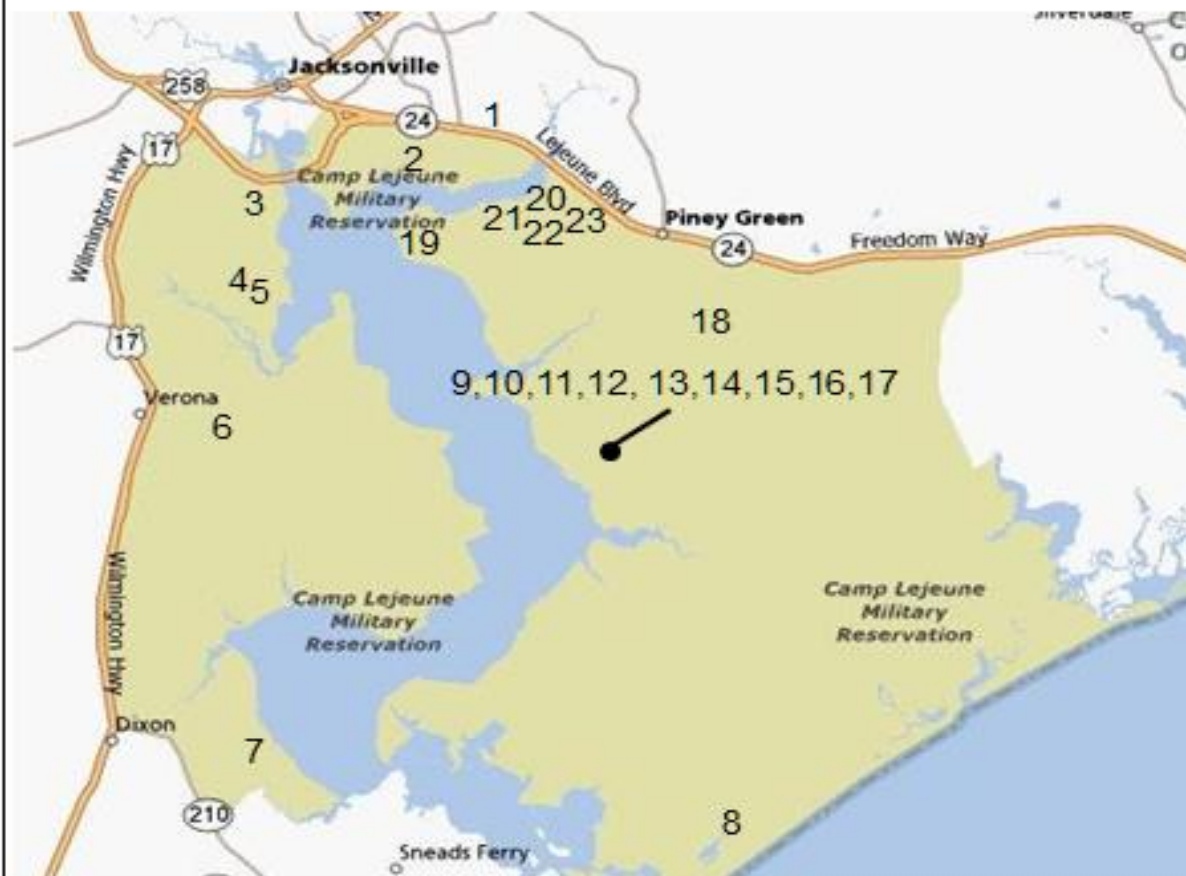 Silverdale
Jacksonville
258
24
1
17
Lejeune Blvd
2
Wilmington Hwy
Camp Lejeune
Military
Reservation
3
20
21
22
23
Piney Green
19
24
Freedom Way
4
5
18
17
9,10,11,12, 13,14,15,16,17
Verona
6
Wilmington Hwy
Camp Lejeune
Military
Reservation
Camp Lejeune
Military
Reservation
Dixon
7
210
8
Sneads Ferry